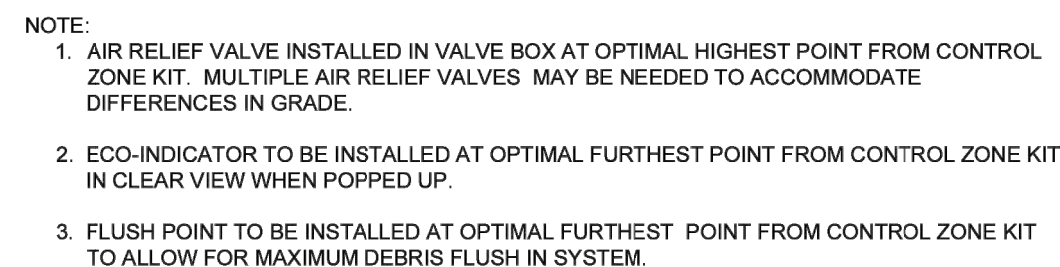 NOTE:
1. AIR RELIEF VALVE INSTALLED IN VALVE BOX AT OPTIMAL HIGHEST POINT FROM CONTROL
ZONE KIT. MULTIPLE AIR RELIEF VALVES MAY BE NEEDED TO ACCOMMODATE
DIFFERENCES IN GRADE.
2. ECO-INDICATOR TO BE INSTALLED AT OPTIMAL FURTHEST POINT FROM CONTROL ZONE KIT
IN CLEAR VIEW WHEN POPPED UP.
3. FLUSH POINT TO BE INSTALLED AT OPTIMAL FURTHEST POINT FROM CONTROL ZONE KIT
TO ALLOW FOR MAXIMUM DEBRIS FLUSH IN SYSTEM.